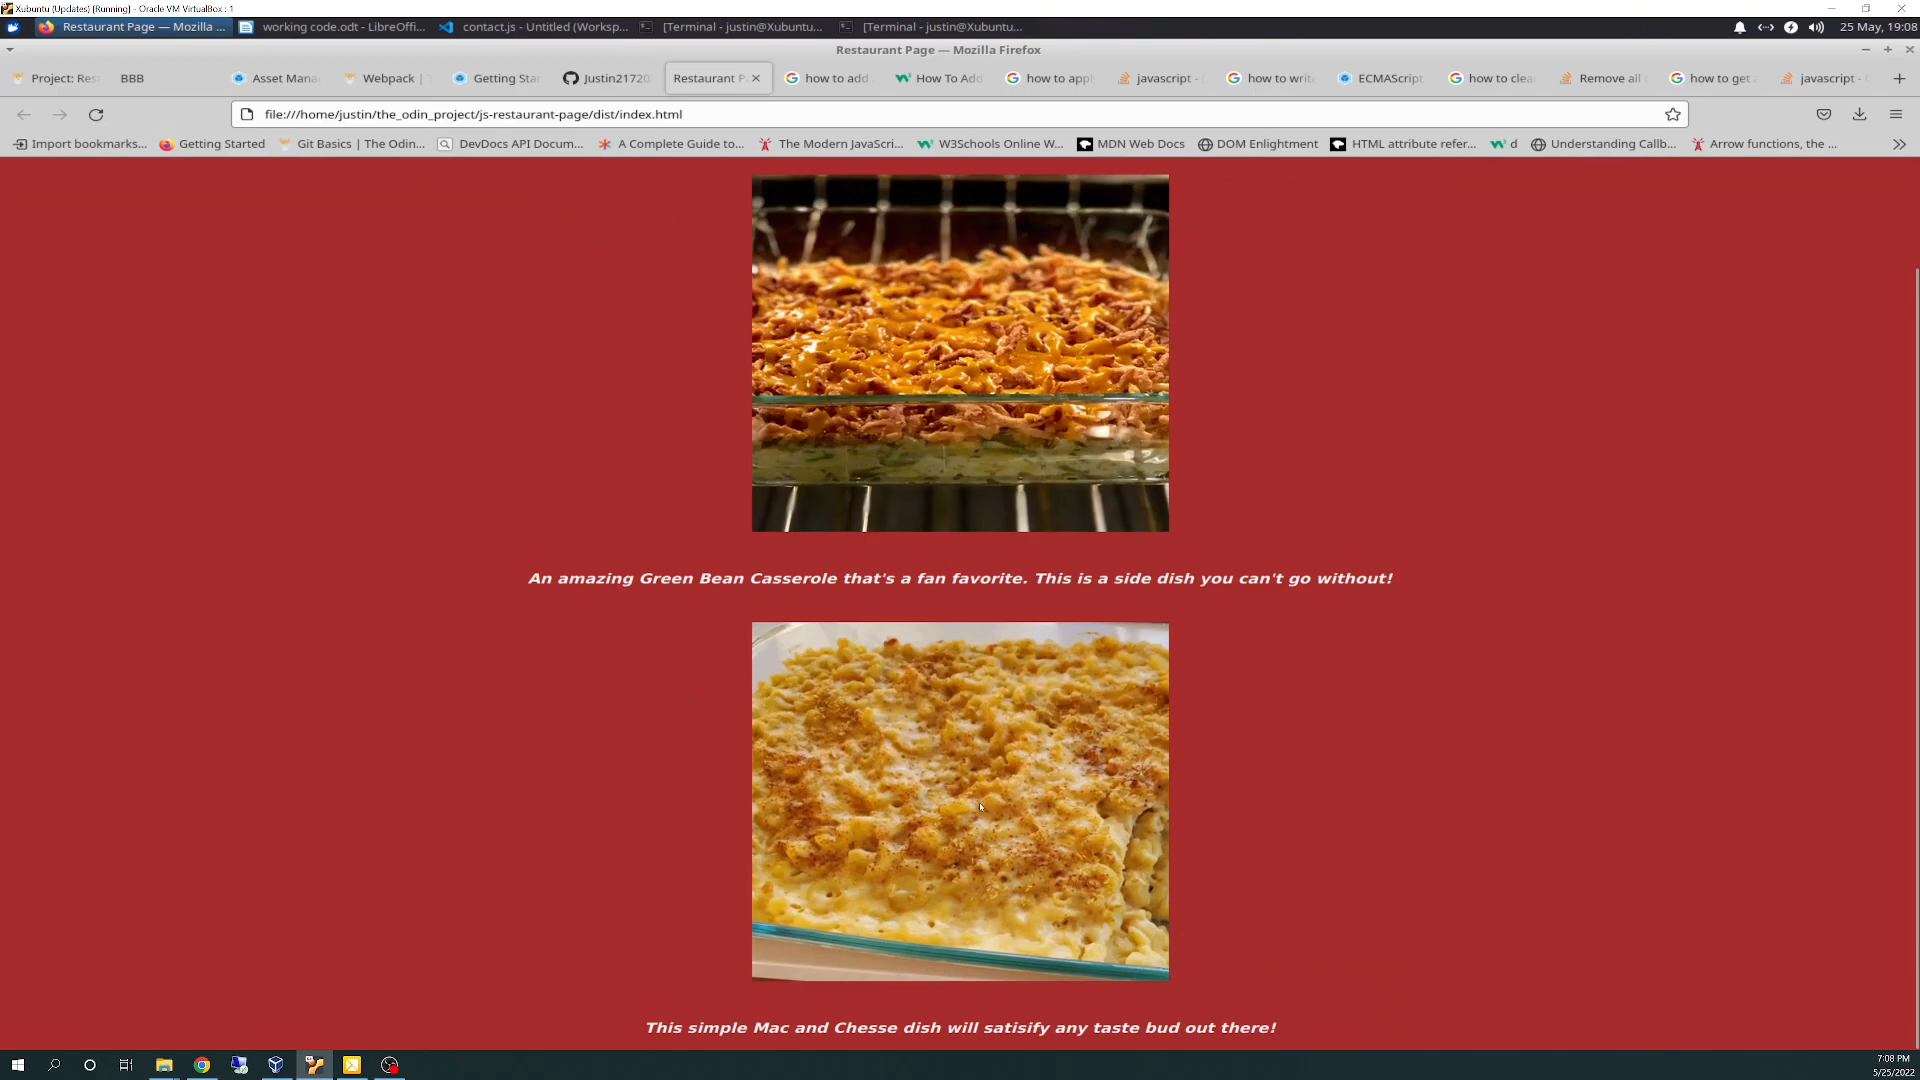 Xubuntu (Updates) [Running] - Oracle VM VirtualBox : 1
Restaurant Page — Mozilla ... working code.odt - LibreOffi... contact.js - Untitled (Worksp... [Terminal - justin@Xubuntu... [Terminal - justin@Xubuntu... 25 May, 19:08
Restaurant Page — Mozilla Firefox
Project: Res BBB Asset Mana Webpack | Getting Sta Justin21720 Restaurant P how to add How To Add how to appl javascript - how to write ECMAScript how to clea Remove all how to get javascript -
file:///home/justin/the_odin_project/js-restaurant-page/dist/index.html
Import bookmarks... Getting Started Git Basics | The Odin... DevDocs API Docum... A Complete Guide to... The Modern JavaScri... W3Schools Online W... MDN Web Docs DOM Enlightment HTML attribute refer... d Understanding Callb... Arrow functions, the ...
An amazing Green Bean Casserole that's a fan favorite. This is a side dish you can't go without!
This simple Mac and Chesse dish will satisify any taste bud out there!
7:08 PM
5/25/2022